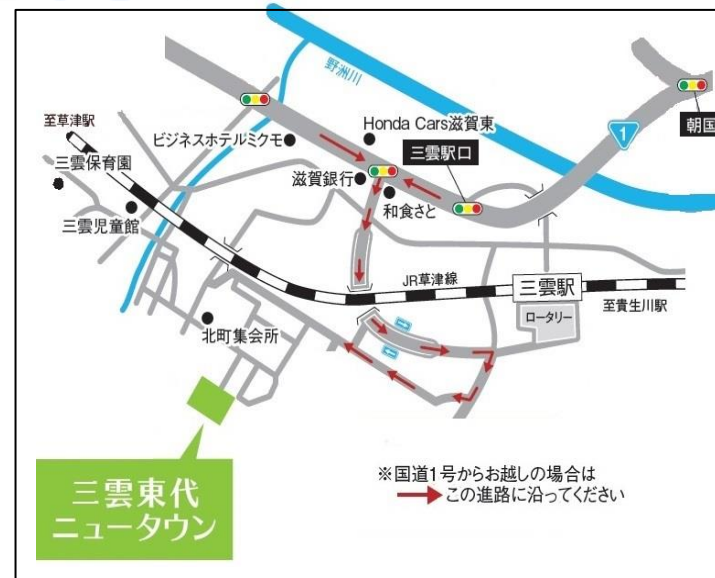 野洲川
至草津駅
ビジネスホテルミクモ
Honda Cars滋賀東
1
朝国
三雲駅口
三雲保育園
滋賀銀行
和食さと
三雲児童館
JR草津線
三雲駅
ロータリー
至貴生川駅
北町集会所
三雲東代
ニュータウン
※国道1号からお越しの場合は
この進路に沿ってください